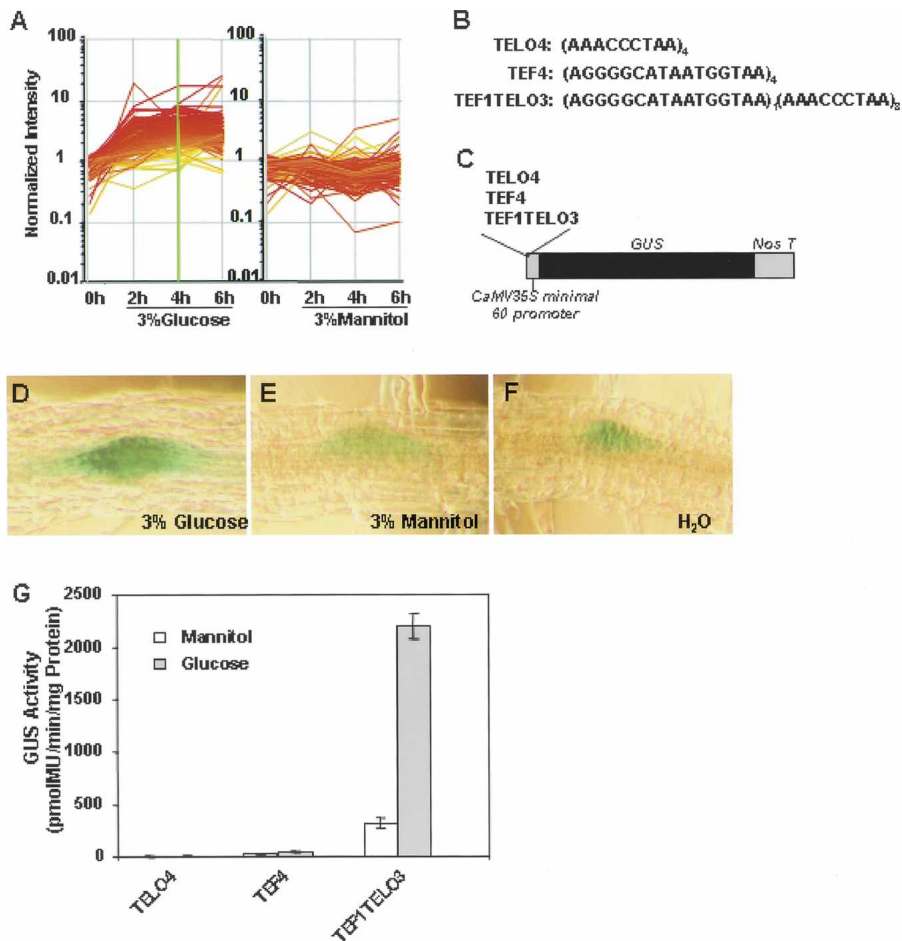 A
B
100
100
TELO4: (AAACCCTAA)4
TEF4: (AGGGGCATAATGGTAA)4
TEF1TELO3: (AGGGGCATAATGGTAA)1(AAACCCTAA)3
10
10
C
TELO4
TEF4
TEF1TELO3
Normalized Intensity
1
1
0.1
0.1
GUS
Nos T
0.01
0.01
0h 2h 4h 6h
0h 2h 4h 6h
3%Glucose
3%Mannitol
CaMV35S minimal
60 promoter
D
E
F
3% Glucose
3% Mannitol
H2O
G
GUS Activity
(pmolMU/min/mg Protein)
2500
2000
1500
1000
500
0
Mannitol
Glucose
TELO4
TEF4
TEF1TELO3